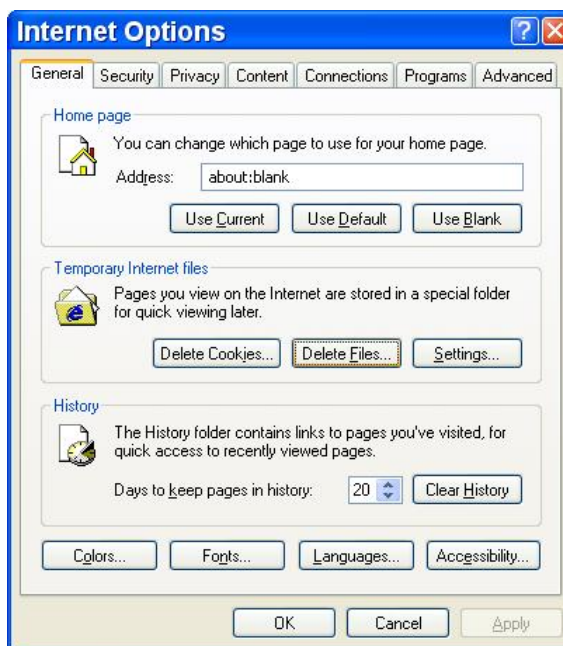 Internet Options
General Security Privacy Content Connections Programs Advanced
Home page
You can change which page to use for your home page.
Address: about:blank
Use Current Use Default Use Blank
Temporary Internet files
Pages you view on the Internet are stored in a special folder
for quick viewing later.
Delete Cookies... Delete Files... Settings...
History
The History folder contains links to pages you've visited, for
quick access to recently viewed pages.
Days to keep pages in history: 20 Clear History
Colors... Fonts... Languages... Accessibility...
OK Cancel Apply